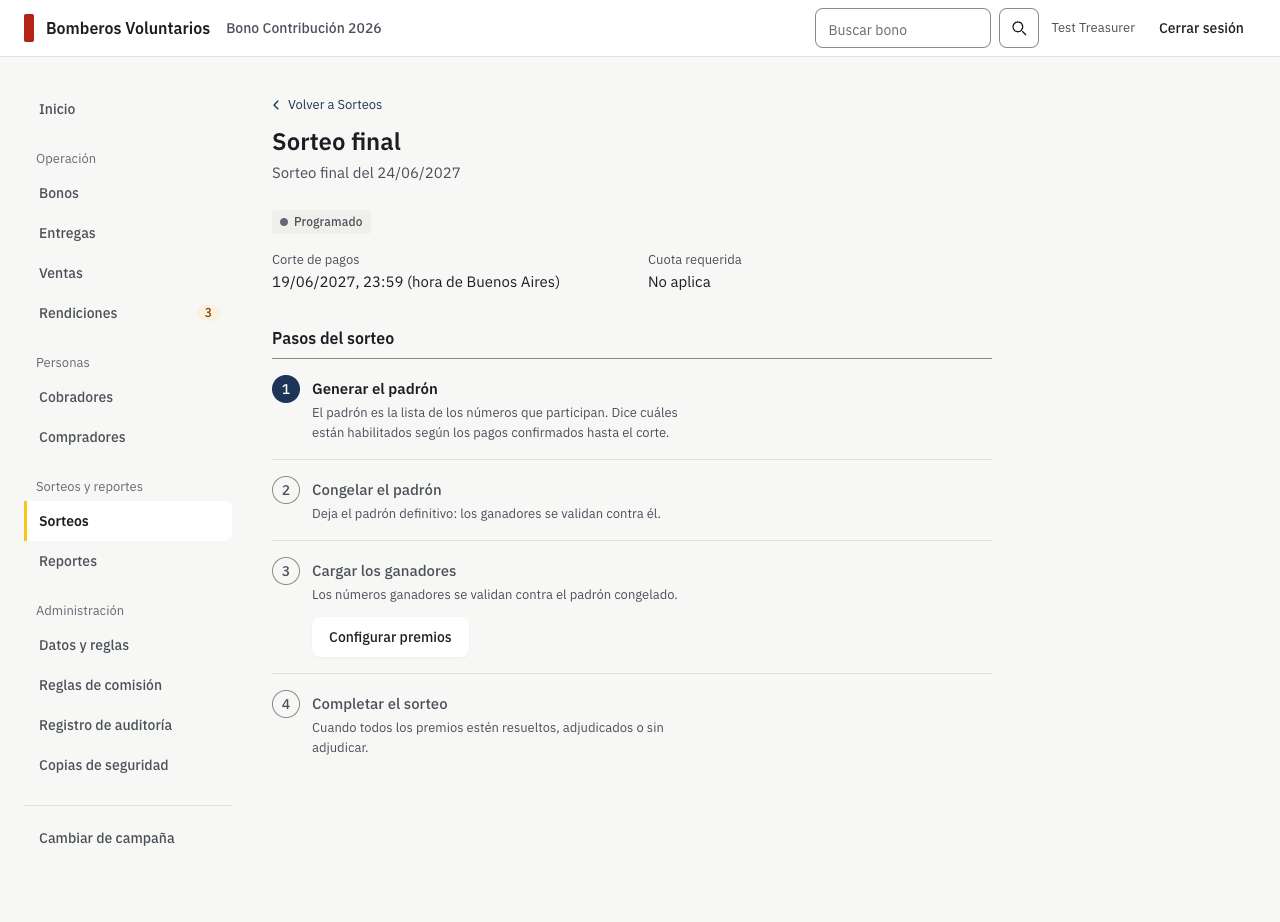 Bomberos Voluntarios
Bono Contribución 2026
Buscar bono
Test Treasurer
Cerrar sesión
Inicio
Operación
Bonos
Entregas
Ventas
Rendiciones 3
Personas
Cobradores
Compradores
Sorteos y reportes
Sorteos
Reportes
Administración
Datos y reglas
Reglas de comisión
Registro de auditoría
Copias de seguridad
Cambiar de campaña
Volver a Sorteos
Sorteo final
Sorteo final del 24/06/2027
Programado
Corte de pagos
19/06/2027, 23:59 (hora de Buenos Aires)
Cuota requerida
No aplica
Pasos del sorteo
1 Generar el padrón
El padrón es la lista de los números que participan. Dice cuáles
están habilitados según los pagos confirmados hasta el corte.
2 Congelar el padrón
Deja el padrón definitivo: los ganadores se validan contra él.
3 Cargar los ganadores
Los números ganadores se validan contra el padrón congelado.
Configurar premios
4 Completar el sorteo
Cuando todos los premios estén resueltos, adjudicados o sin
adjudicar.